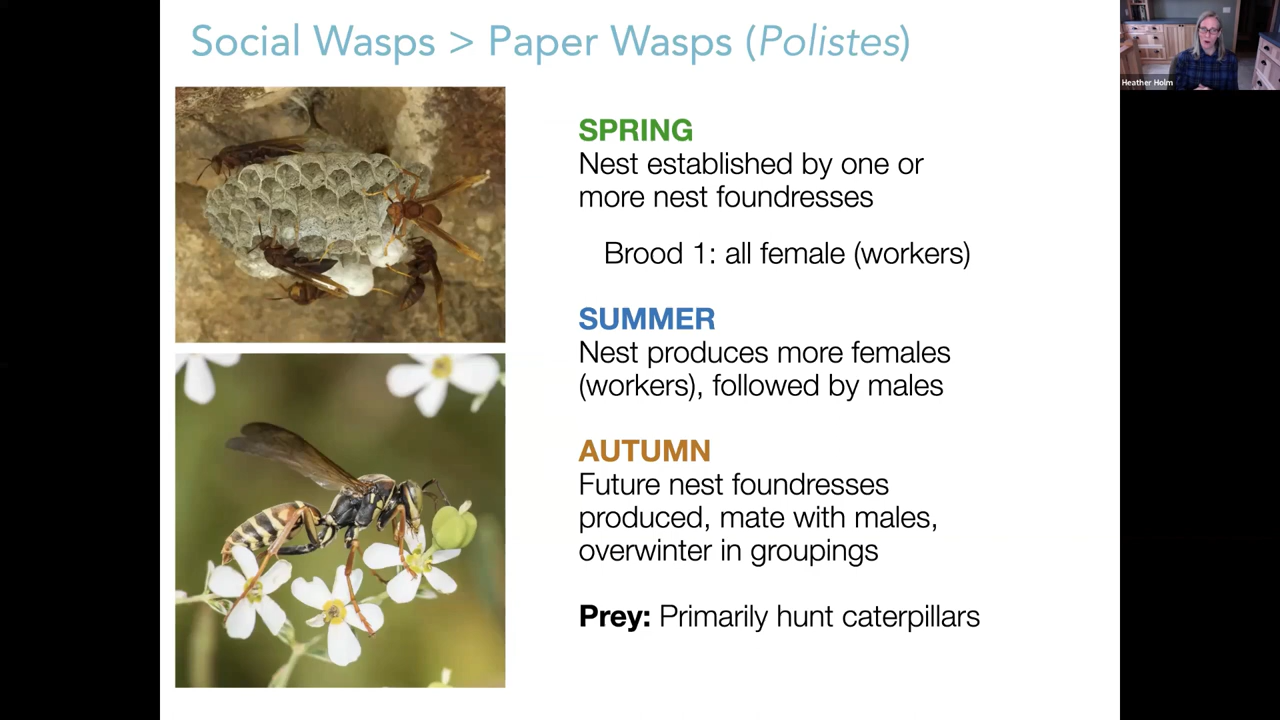 Social Wasps > Paper Wasps (Polistes)
Heather Holm
SPRING
Nest established by one or
more nest foundresses
Brood 1: all female (workers)
SUMMER
Nest produces more females
(workers), followed by males
AUTUMN
Future nest foundresses
produced, mate with males,
overwinter in groupings
Prey: Primarily hunt caterpillars